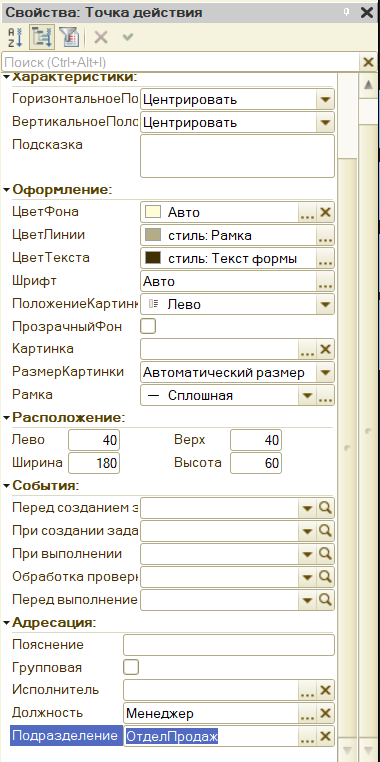 Свойства: Точка действия
Поиск (Ctrl+Alt+I)
Характеристики:
ГоризонтальноеПо Центрировать
ВертикальноеПоло Центрировать
Подсказка
Оформление:
ЦветФона Авто
ЦветЛинии стиль: Рамка
ЦветТекста стиль: Текст формы
Шрифт Авто
ПоложениеКартинк Лево
ПрозрачныйФон
Картинка
РазмерКартинки Автоматический размер
Рамка Сплошная
Расположение:
Лево 40 Верх 40
Ширина 180 Высота 60
События:
Перед созданием з
При создании зада
При выполнении
Обработка проверк
Перед выполнение
Адресация:
Пояснение
Групповая
Исполнитель
Должность Менеджер
Подразделение ОтделПродаж